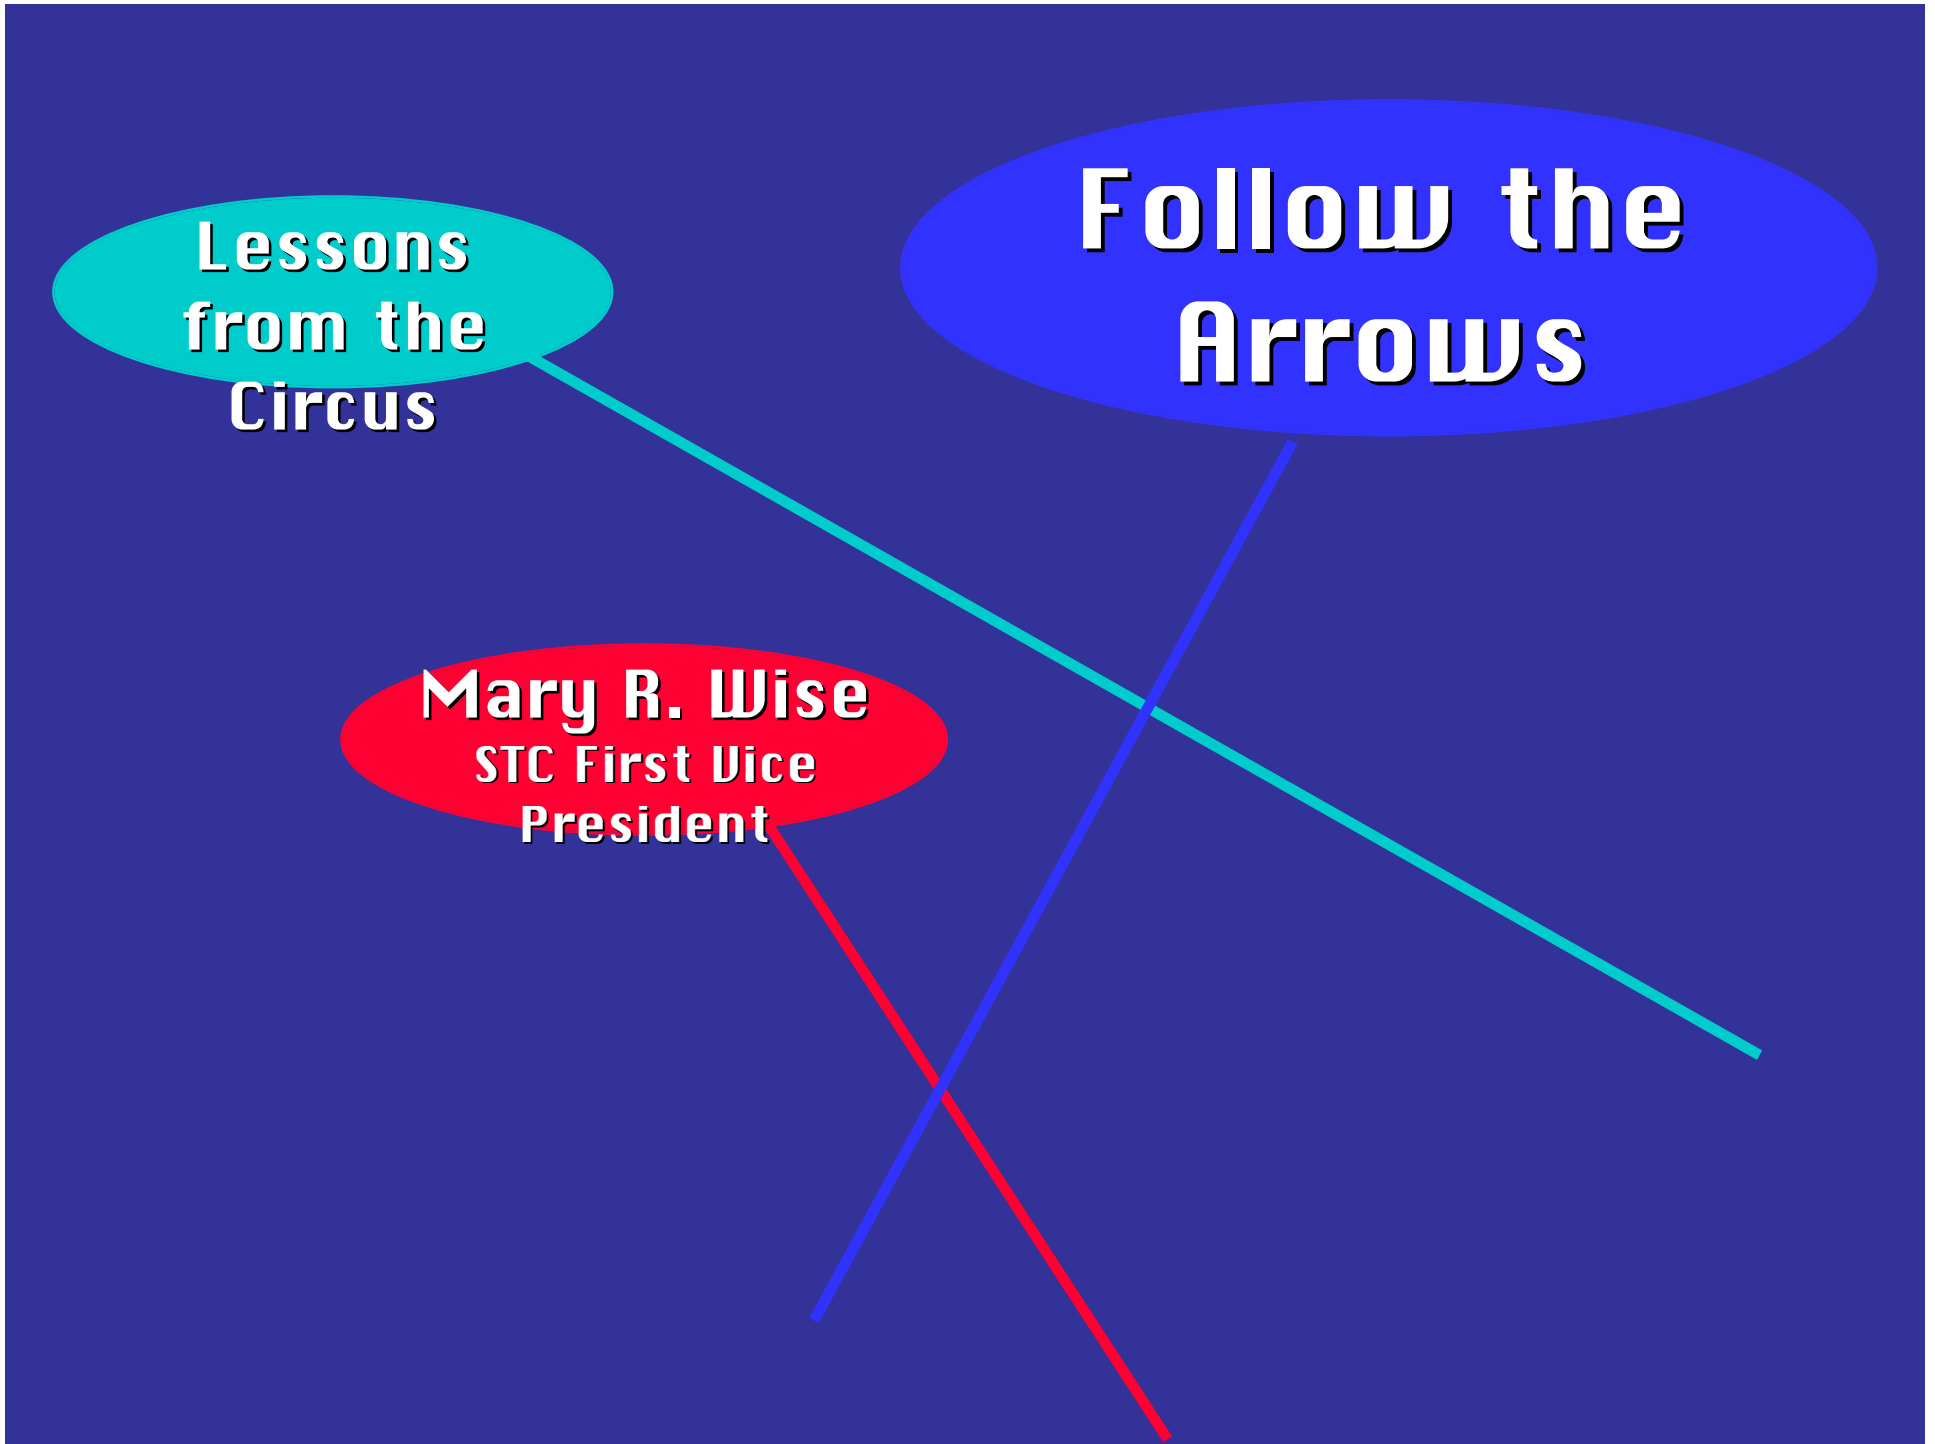 Follow the
Arrows
Lessons
from the
Circus
Mary R. Wise
STC First Vice
President